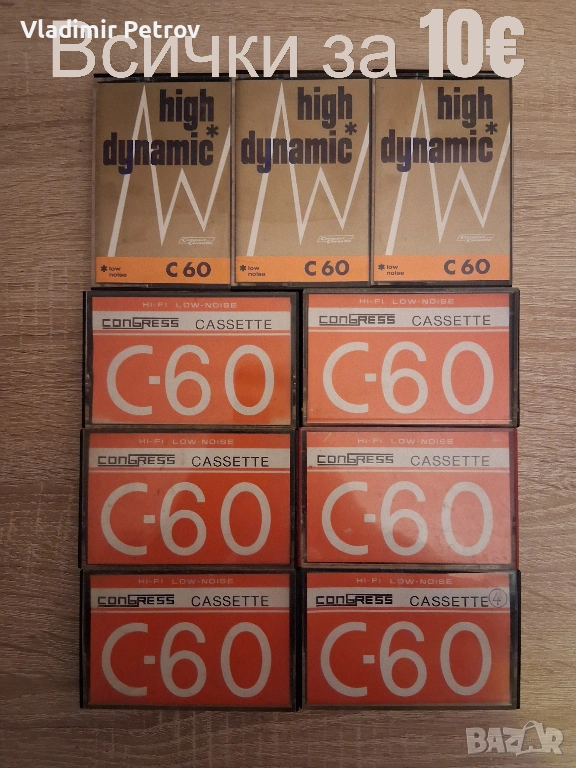 Vladimir Petrov
Всички за 10€
high high high
dynamic* dynamic* dynamic*
* low noise C 60 * low noise C 60 * low noise C 60
HI-FI LOW-NOISE HI-FI LOW-NOISE
conGRESS CASSETTE conGRESS CASSETTE
C-60 C-60
HI-FI LOW-NOISE HI-FI LOW-NOISE
conGRESS CASSETTE conGRESS CASSETTE
C-60 C-60
HI-FI LOW-NOISE HI-FI LOW-NOISE
conGRESS CASSETTE conGRESS CASSETTE 4
C-60 C-60
BAZAR